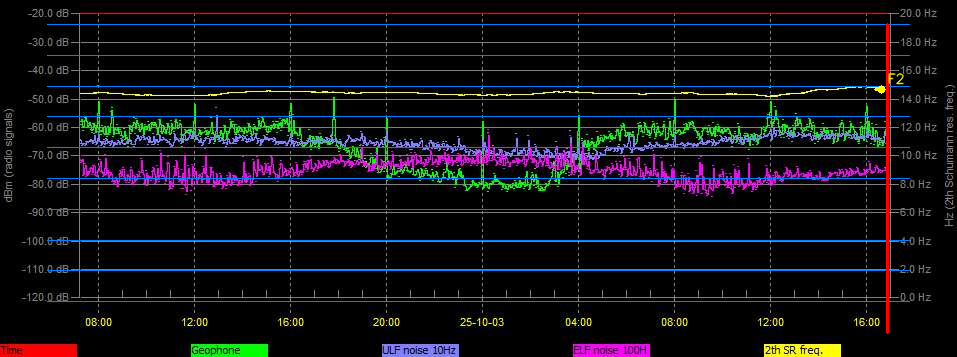 -20.0 dB
-30.0 dB
-40.0 dB
-50.0 dB
-60.0 dB
-70.0 dB
-80.0 dB
-90.0 dB
-100.0 dB
-110.0 dB
-120.0 dB
dBm (radio signals)
20.0 Hz
18.0 Hz
16.0 Hz
14.0 Hz
12.0 Hz
10.0 Hz
8.0 Hz
6.0 Hz
4.0 Hz
2.0 Hz
0.0 Hz
Hz (2th Schumann res. freq.)
F2
08:00 12:00 16:00 20:00 25-10-03 04:00 08:00 12:00 16:00
Time Geophone ULF noise 10Hz ELF noise 100H 2th SR freq.